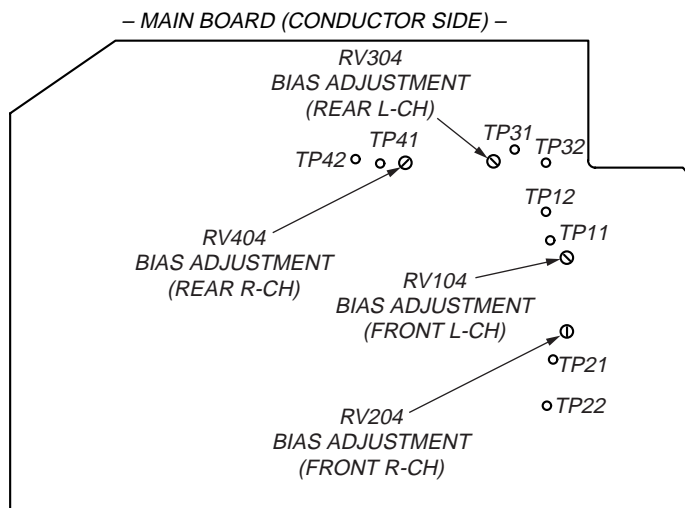 – MAIN BOARD (CONDUCTOR SIDE) –
RV304
BIAS ADJUSTMENT
(REAR L-CH)
TP31
TP41
TP42
TP32
TP12
TP11
RV404
BIAS ADJUSTMENT
(REAR R-CH)
RV104
BIAS ADJUSTMENT
(FRONT L-CH)
TP21
TP22
RV204
BIAS ADJUSTMENT
(FRONT R-CH)